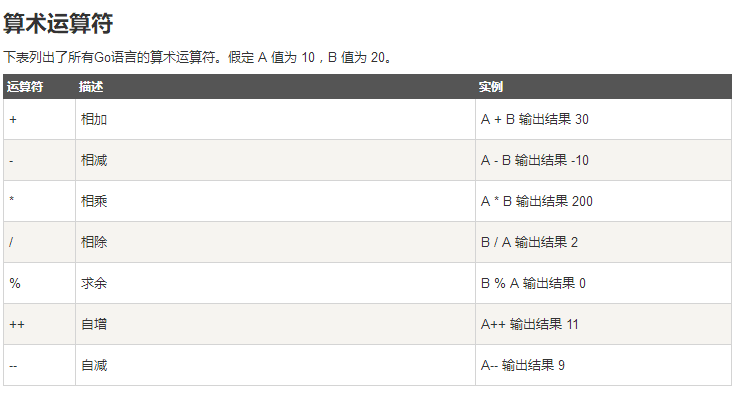 算术运算符
下表列出了所有Go语言的算术运算符。假定 A 值为 10，B 值为 20。
运算符 描述 实例
+ 相加 A + B 输出结果 30
- 相减 A - B 输出结果 -10
* 相乘 A * B 输出结果 200
/ 相除 B / A 输出结果 2
% 求余 B % A 输出结果 0
++ 自增 A++ 输出结果 11
-- 自减 A-- 输出结果 9